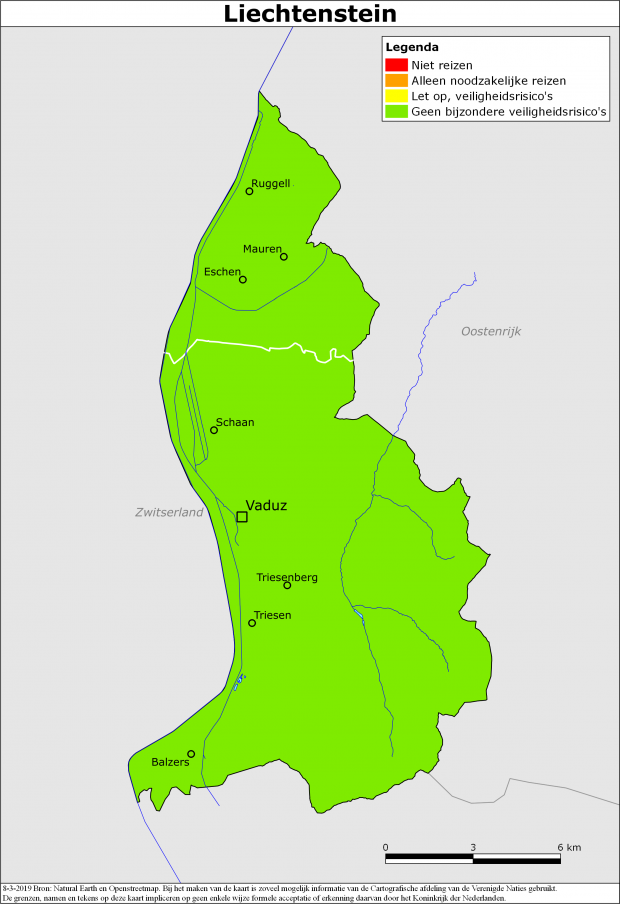 Liechtenstein
Legenda
Niet reizen
Alleen noodzakelijke reizen
Let op, veiligheidsrisico's
Geen bijzondere veiligheidsrisico's
Ruggell
Mauren
Eschen
Oostenrijk
Schaan
Zwitserland
Vaduz
Triesenberg
Triesen
Balzers
0 3 6 km
8-3-2019 Bron: Natural Earth en Openstreetmap. Bij het maken van de kaart is zoveel mogelijk informatie van de Cartografische afdeling van de Verenigde Naties gebruikt.
De grenzen, namen en tekens op deze kaart impliceren op geen enkele wijze formele acceptatie of erkenning daarvan door het Koninkrijk der Nederlanden.